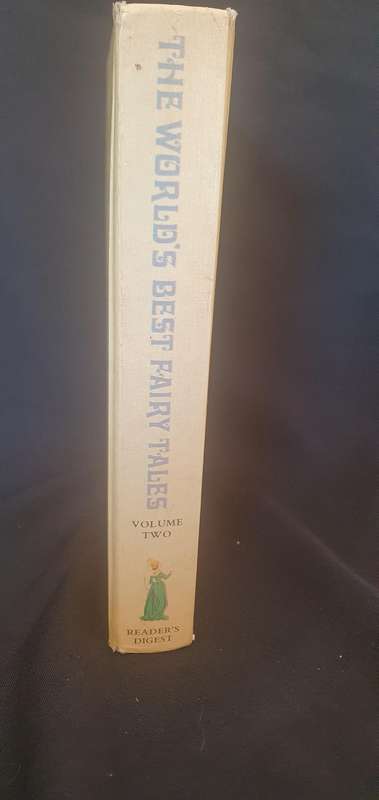 THE WORLD'S BEST FAIRY TALES
VOLUME
TWO
READER'S
DIGEST